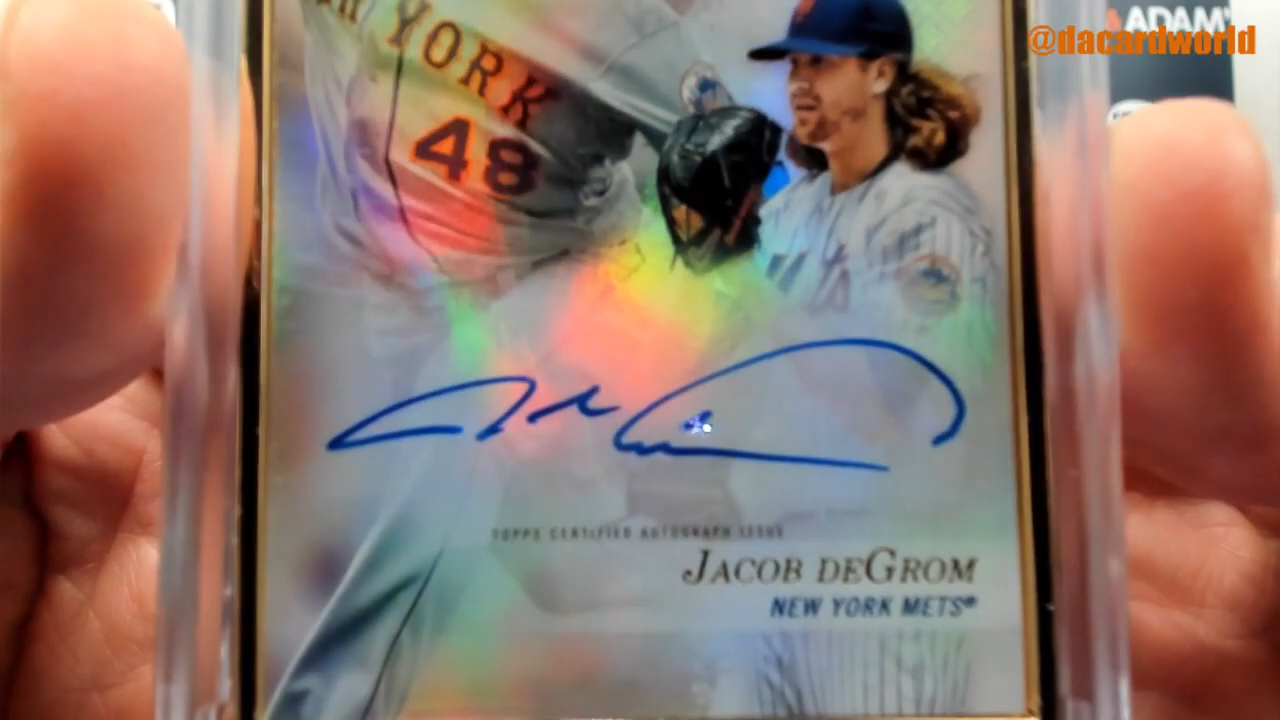 @dacardworld
ADAM'
YORK
48
TOPPS CERTIFIED AUTOGRAPH ISSUE
JACOB DEGROM
NEW YORK METS®